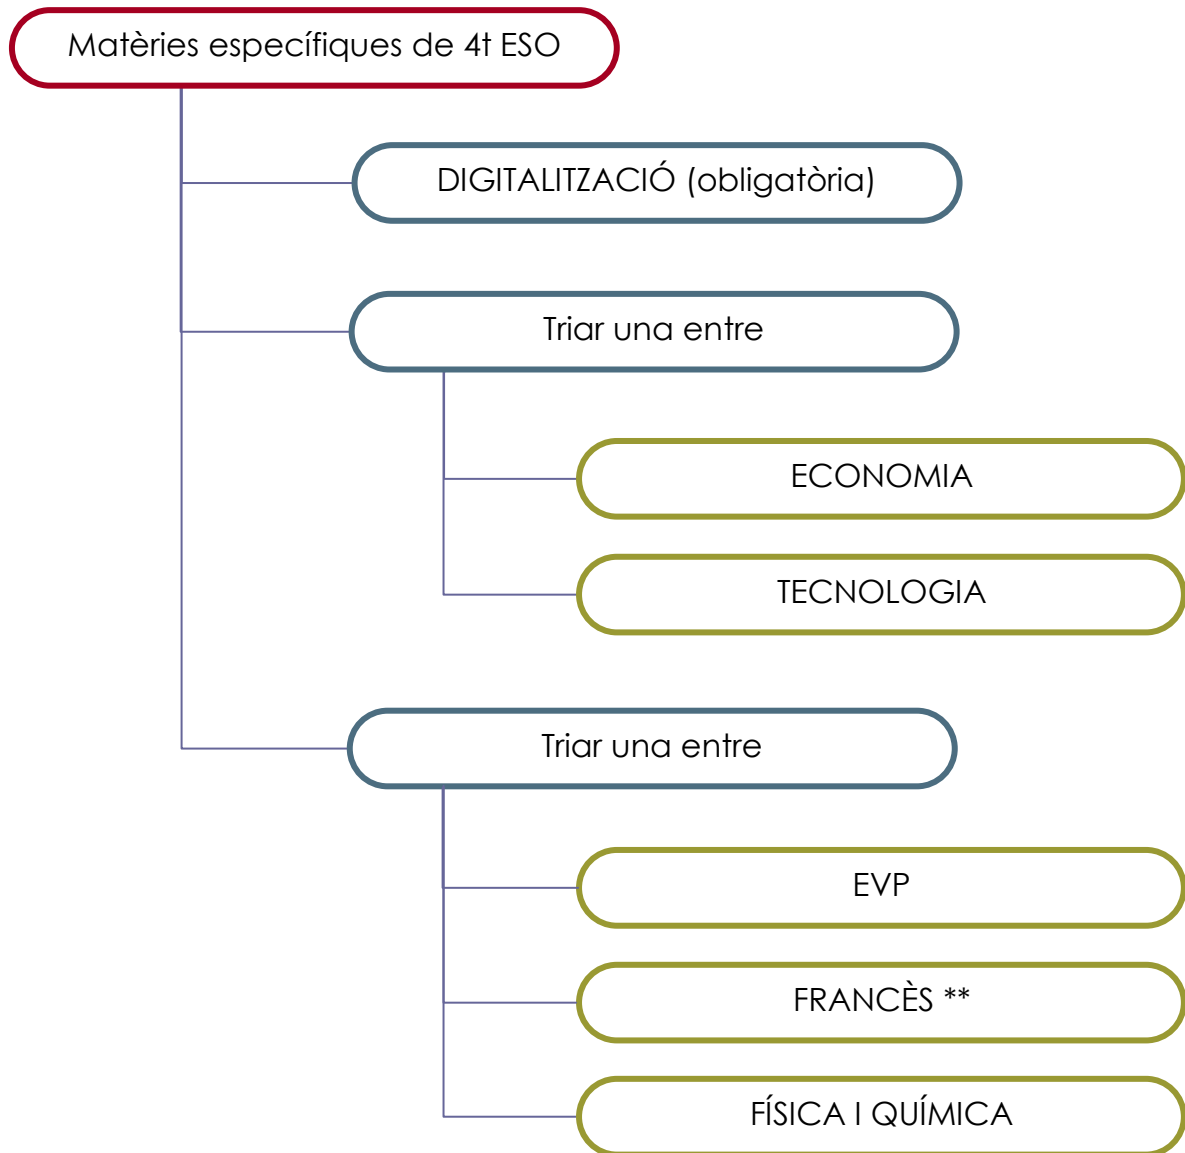 Matèries específiques de 4t ESO
DIGITALITZACIÓ (obligatòria)
Triar una entre
ECONOMIA
TECNOLOGIA
Triar una entre
EVP
FRANCÈS **
FÍSICA I QUÍMICA